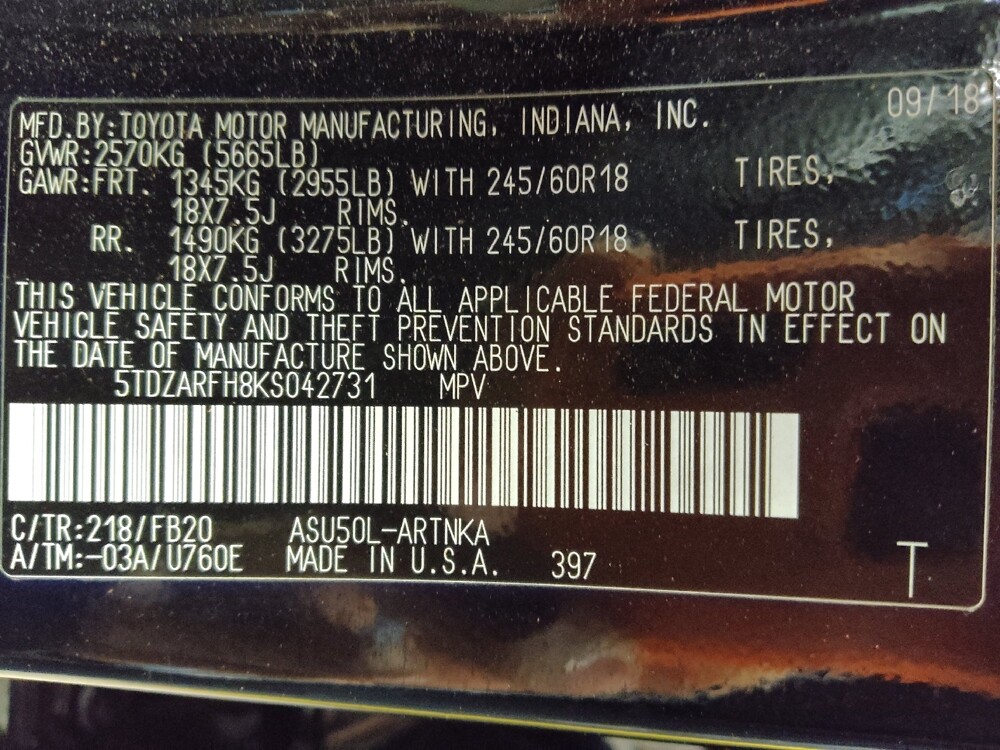 09/18
MFD.BY:TOYOTA MOTOR MANUFACTURING, INDIANA, INC.
GVWR:2570KG (5665LB)
GAWR:FRT. 1345KG (2955LB) WITH 245/60R18 TIRES,
18X7.5J RIMS.
RR. 1490KG (3275LB) WITH 245/60R18 TIRES,
18X7.5J RIMS.
THIS VEHICLE CONFORMS TO ALL APPLICABLE FEDERAL MOTOR
VEHICLE SAFETY AND THEFT PREVENTION STANDARDS IN EFFECT ON
THE DATE OF MANUFACTURE SHOWN ABOVE.
5TDZARFH8KS042731 MPV
C/TR:218/FB20 ASU50L-ARTNKA
A/TM:-03A/U760E MADE IN U.S.A. 397
T